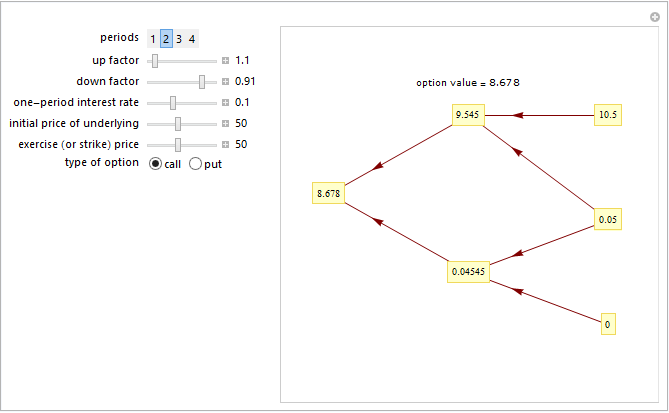 periods 1 2 3 4
up factor 1.1
down factor 0.91
one-period interest rate 0.1
initial price of underlying 50
exercise (or strike) price 50
type of option call put
option value = 8.678
9.545 10.5
8.678
0.05
0.04545
0